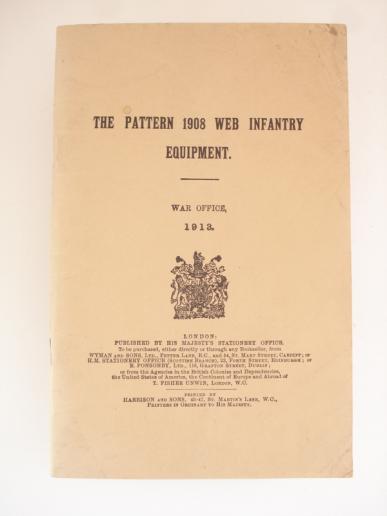 THE PATTERN 1908 WEB INFANTRY
EQUIPMENT.
WAR OFFICE,
1913.
LONDON:
PUBLISHED BY HIS MAJESTY'S STATIONERY OFFICE.
To be purchased, either directly or through any Bookseller, from
WYMAN AND SONS, LTD., FETTER LANE, E.C., and 54, ST. MARY STREET, CARDIFF; or
H.M. STATIONERY OFFICE (SCOTTISH BRANCH), 23, FORTH STREET, EDINBURGH; or
E. PONSONBY, LTD., 116, GRAFTON STREET, DUBLIN;
or from the Agencies in the British Colonies and Dependencies,
the United States of America, the Continent of Europe and Abroad of
T. FISHER UNWIN, LONDON, W.C.
PRINTED BY
HARRISON AND SONS, 45-47, ST. MARTIN'S LANE, W.C.,
PRINTERS IN ORDINARY TO HIS MAJESTY.